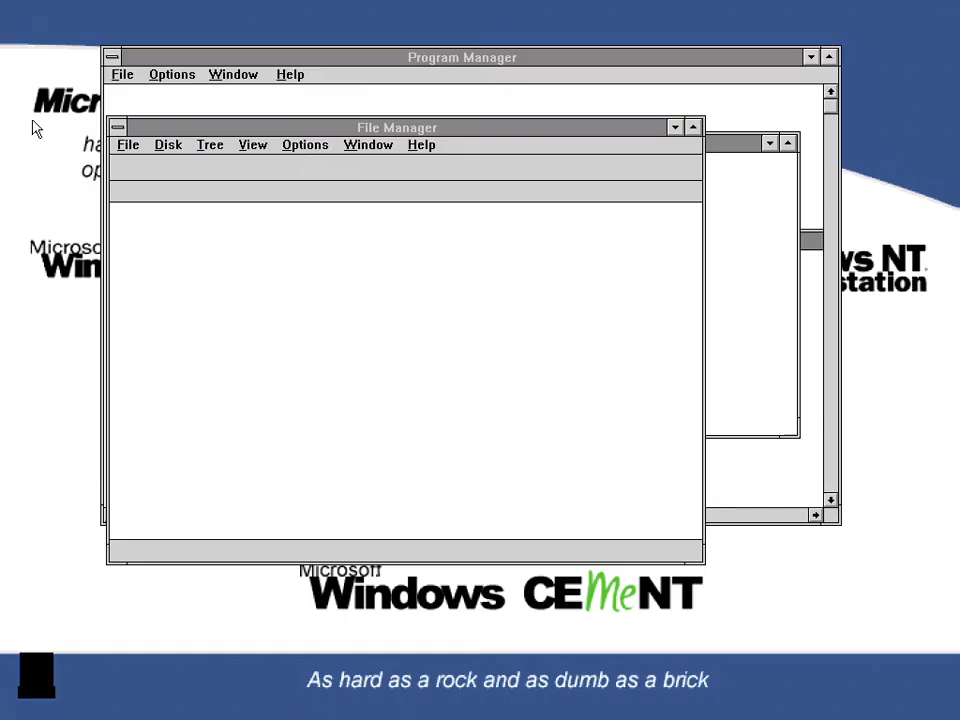 Program Manager
File Options Window Help
Micr
File Manager
File Disk Tree View Options Window Help
ha
op
Microso
Win
ws NT
station
Microsoft
Windows CEMeNT
As hard as a rock and as dumb as a brick